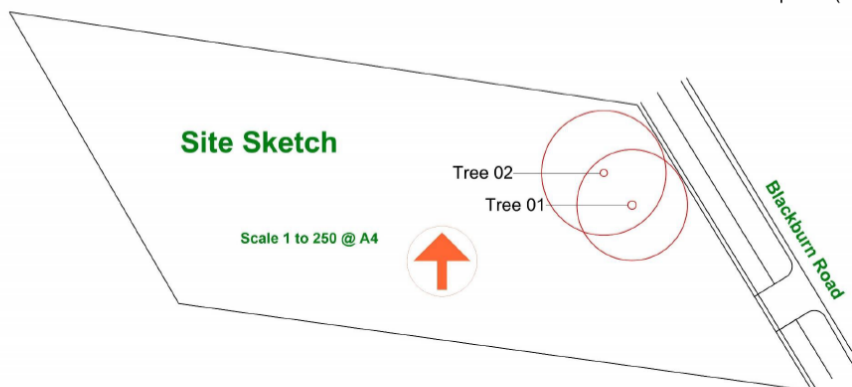 Site Sketch
Tree 02
Tree 01
Scale 1 to 250 @ A4
Blackburn Road